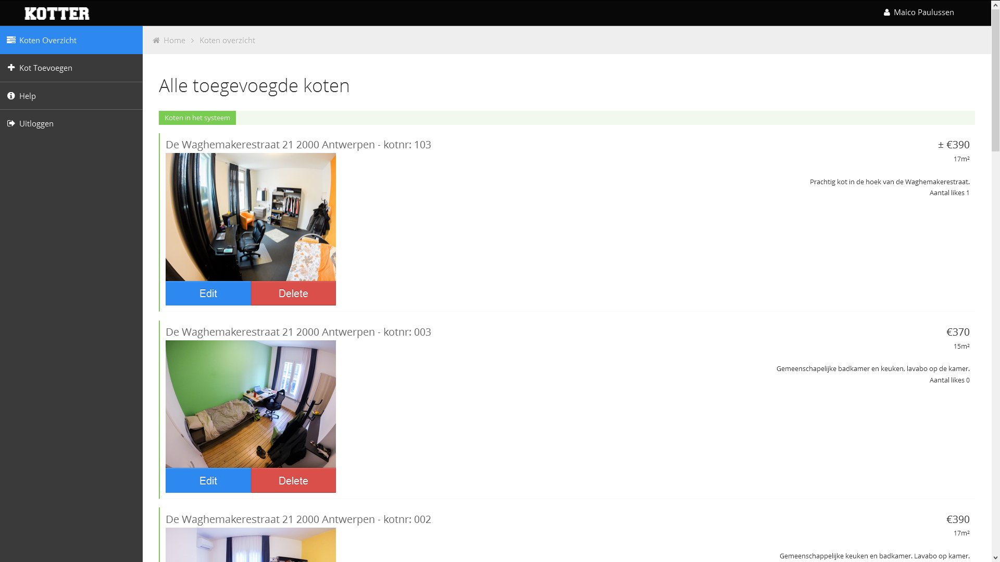 KOTTER
Maico Paulussen
Koten Overzicht
Kot Toevoegen
Help
Uitloggen
Home > Koten overzicht
Alle toegevoegde koten
Koten in het systeem
De Waghemakerestraat 21 2000 Antwerpen - kotnr: 103
± €390
17m²
Prachtig kot in de hoek van de Waghemakerestraat.
Aantal likes 1
Edit Delete
De Waghemakerestraat 21 2000 Antwerpen - kotnr: 003
€370
15m²
Gemeenschapelijke badkamer en keuken, lavabo op de kamer.
Aantal likes 0
Edit Delete
De Waghemakerestraat 21 2000 Antwerpen - kotnr: 002
€390
17m²
Gemeenschappelijke keuken en badkamer. Lavabo op kamer.